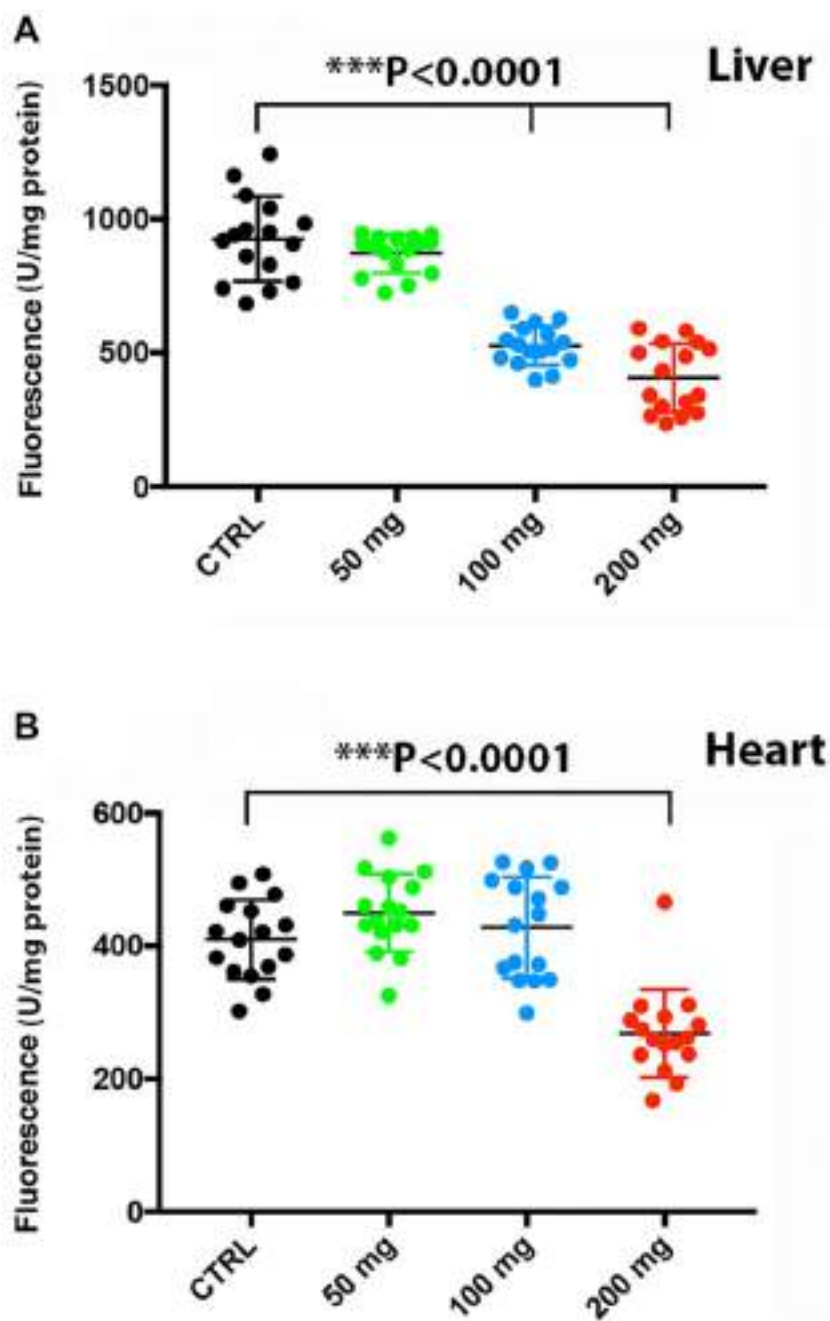 A
***P<0.0001
Liver
Fluorescence (U/mg protein)
1500
1000
500
0
CTRL
50 mg
100 mg
200 mg
B
***P<0.0001
Heart
Fluorescence (U/mg protein)
600
400
200
0
CTRL
50 mg
100 mg
200 mg